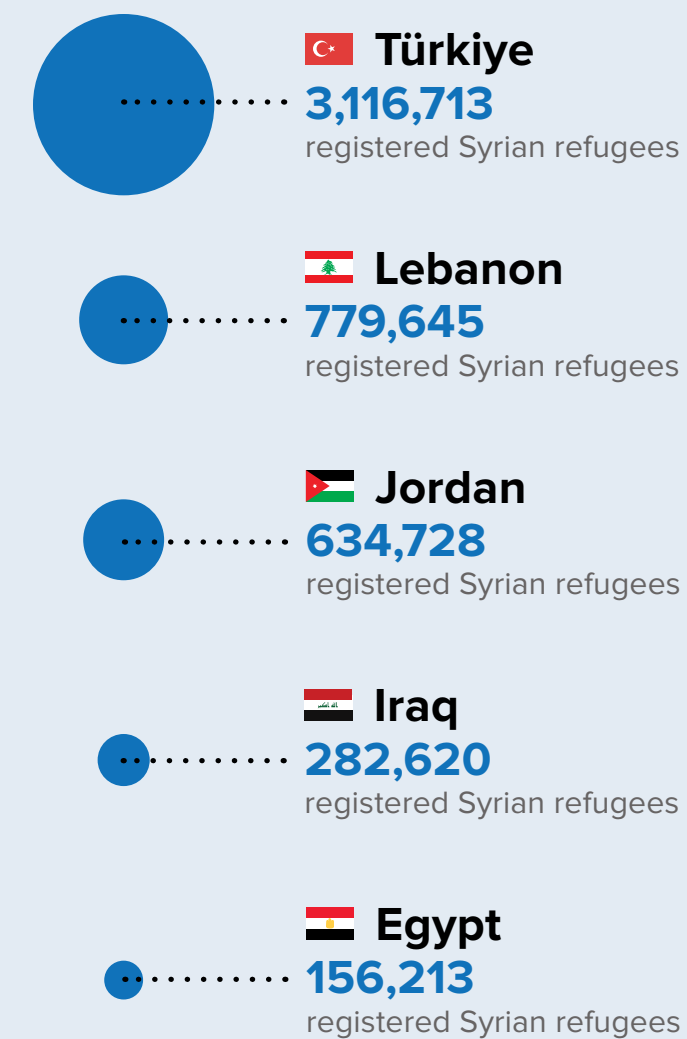 Türkiye
3,116,713
registered Syrian refugees
Lebanon
779,645
registered Syrian refugees
Jordan
634,728
registered Syrian refugees
Iraq
282,620
registered Syrian refugees
Egypt
156,213
registered Syrian refugees